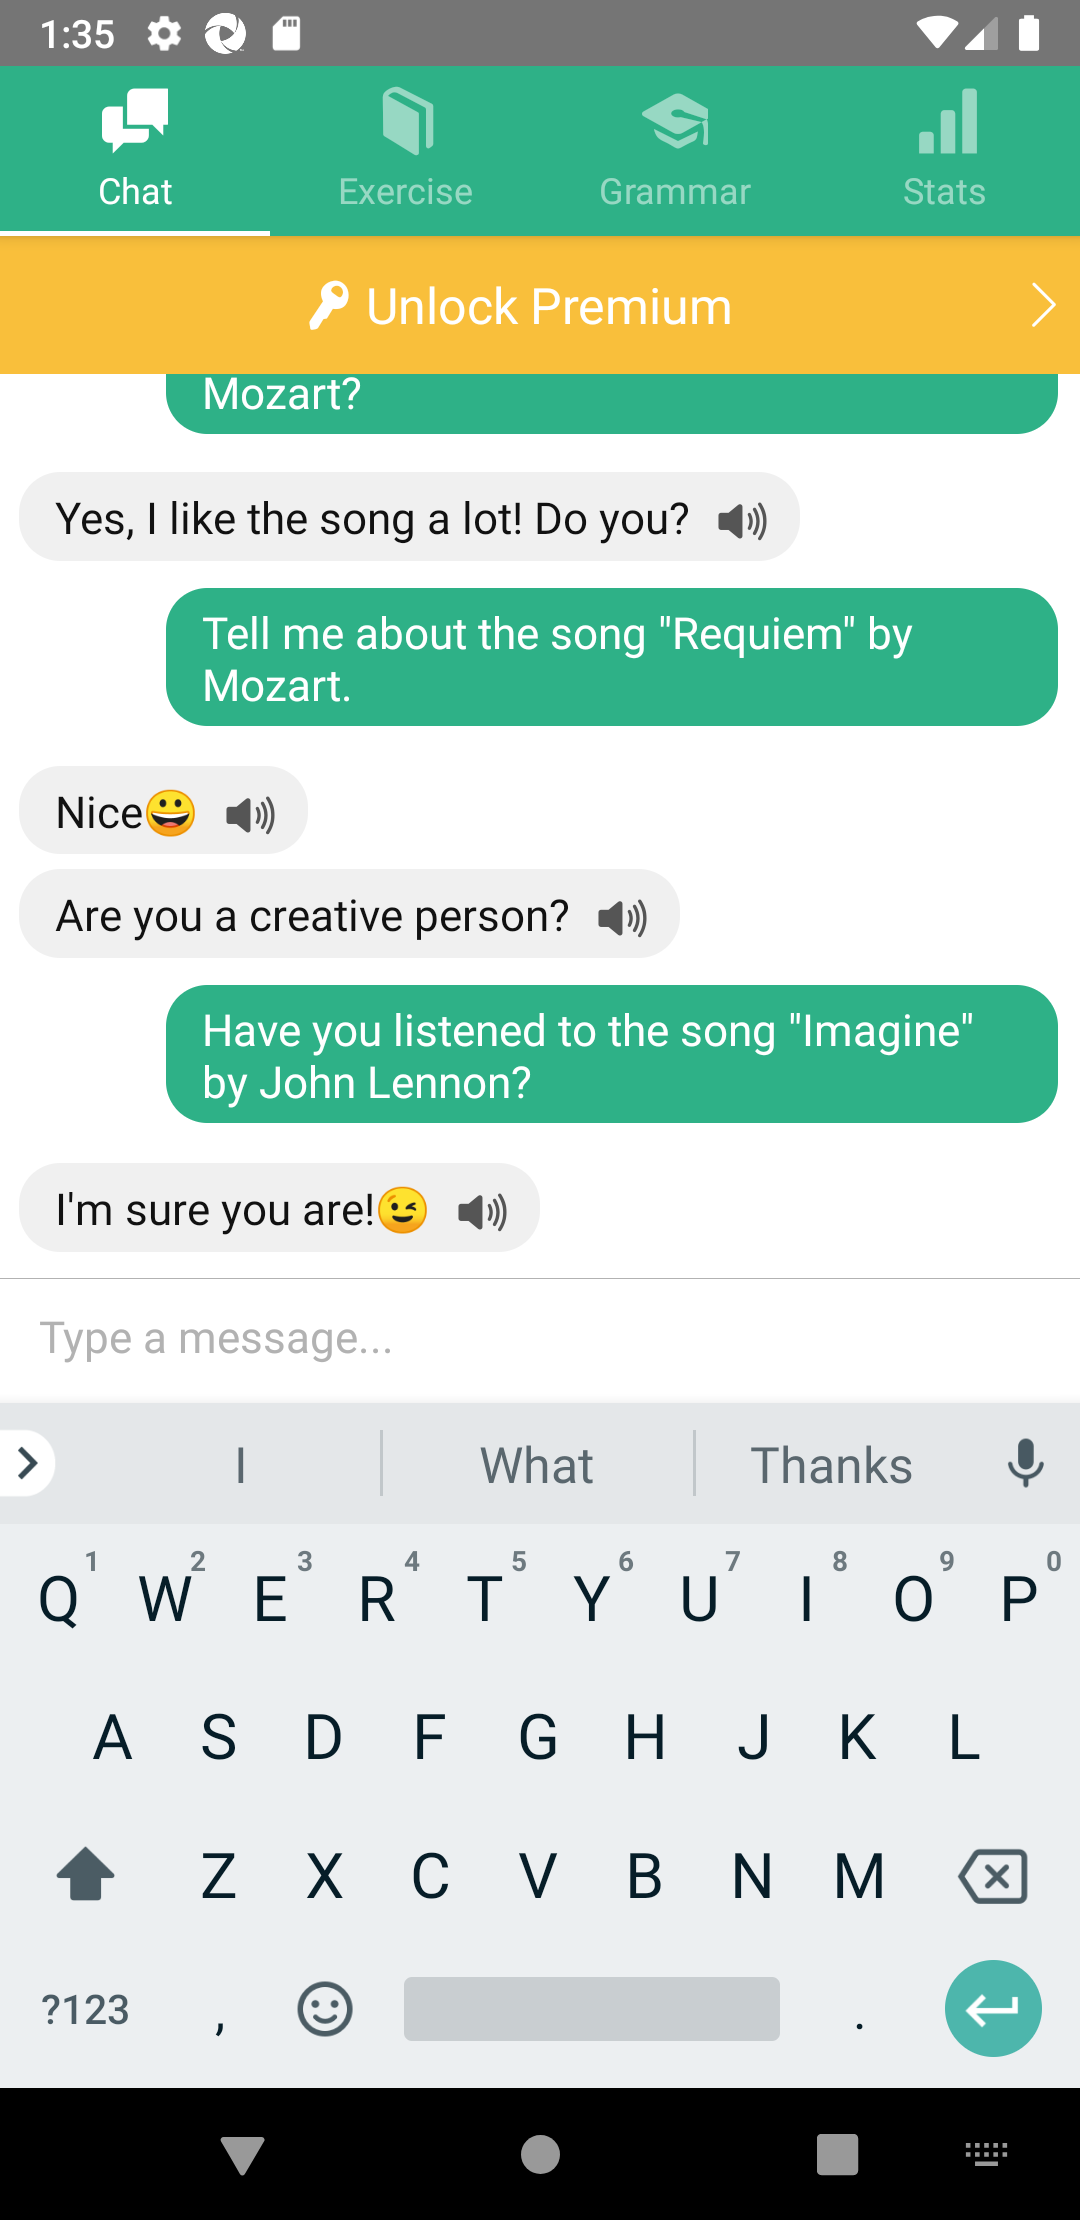 1:35
Chat
Exercise
Grammar
Stats
Unlock Premium
Mozart?
Yes, I like the song a lot! Do you?
Tell me about the song "Requiem" by
Mozart.
Nice😀
Are you a creative person?
Have you listened to the song "Imagine"
by John Lennon?
I'm sure you are!😉
Type a message...
I What Thanks
1 2 3 4 5 6 7 8 9 0
Q W E R T Y U I O P
A S D F G H J K L
Z X C V B N M
?123 , .